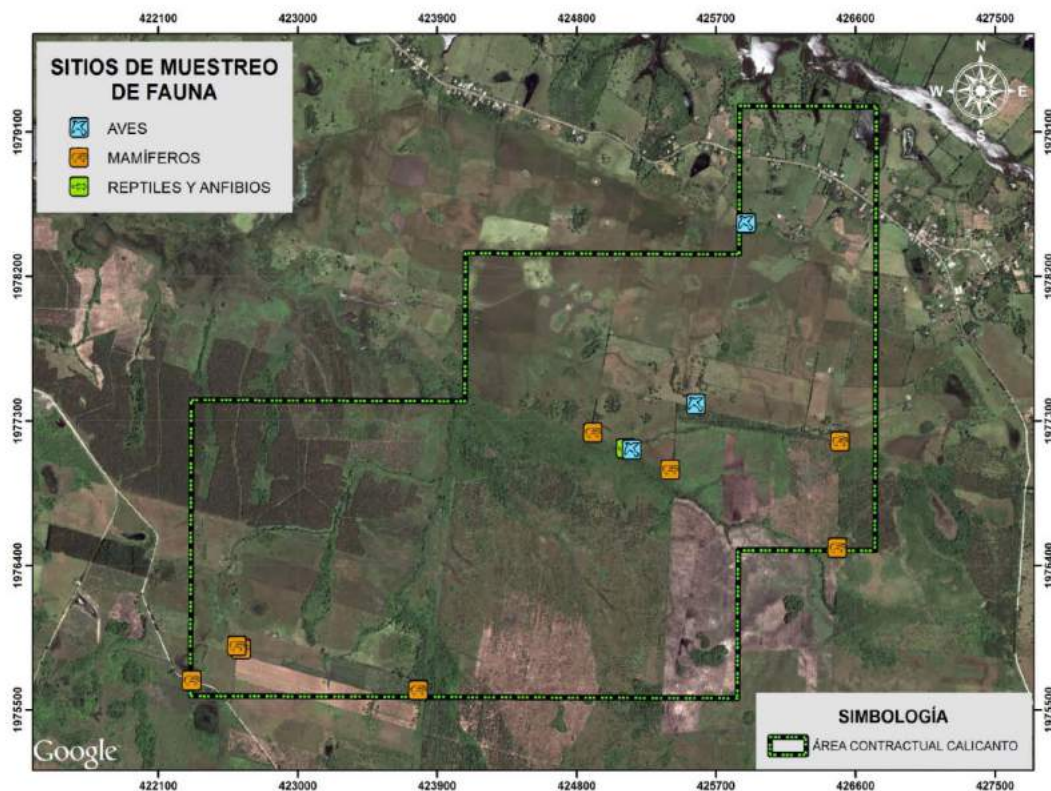 422100 423000 423900 424800 425700 426600 427500
SITIOS DE MUESTREO
DE FAUNA
AVES
MAMÍFEROS
REPTILES Y ANFIBIOS
N
W E
S
1979100 1979100
1978200 1978200
1977300 1977300
1976400 1976400
1975500 1975500
SIMBOLOGÍA
ÁREA CONTRACTUAL CALICANTO
Google
422100 423000 423900 424800 425700 426600 427500